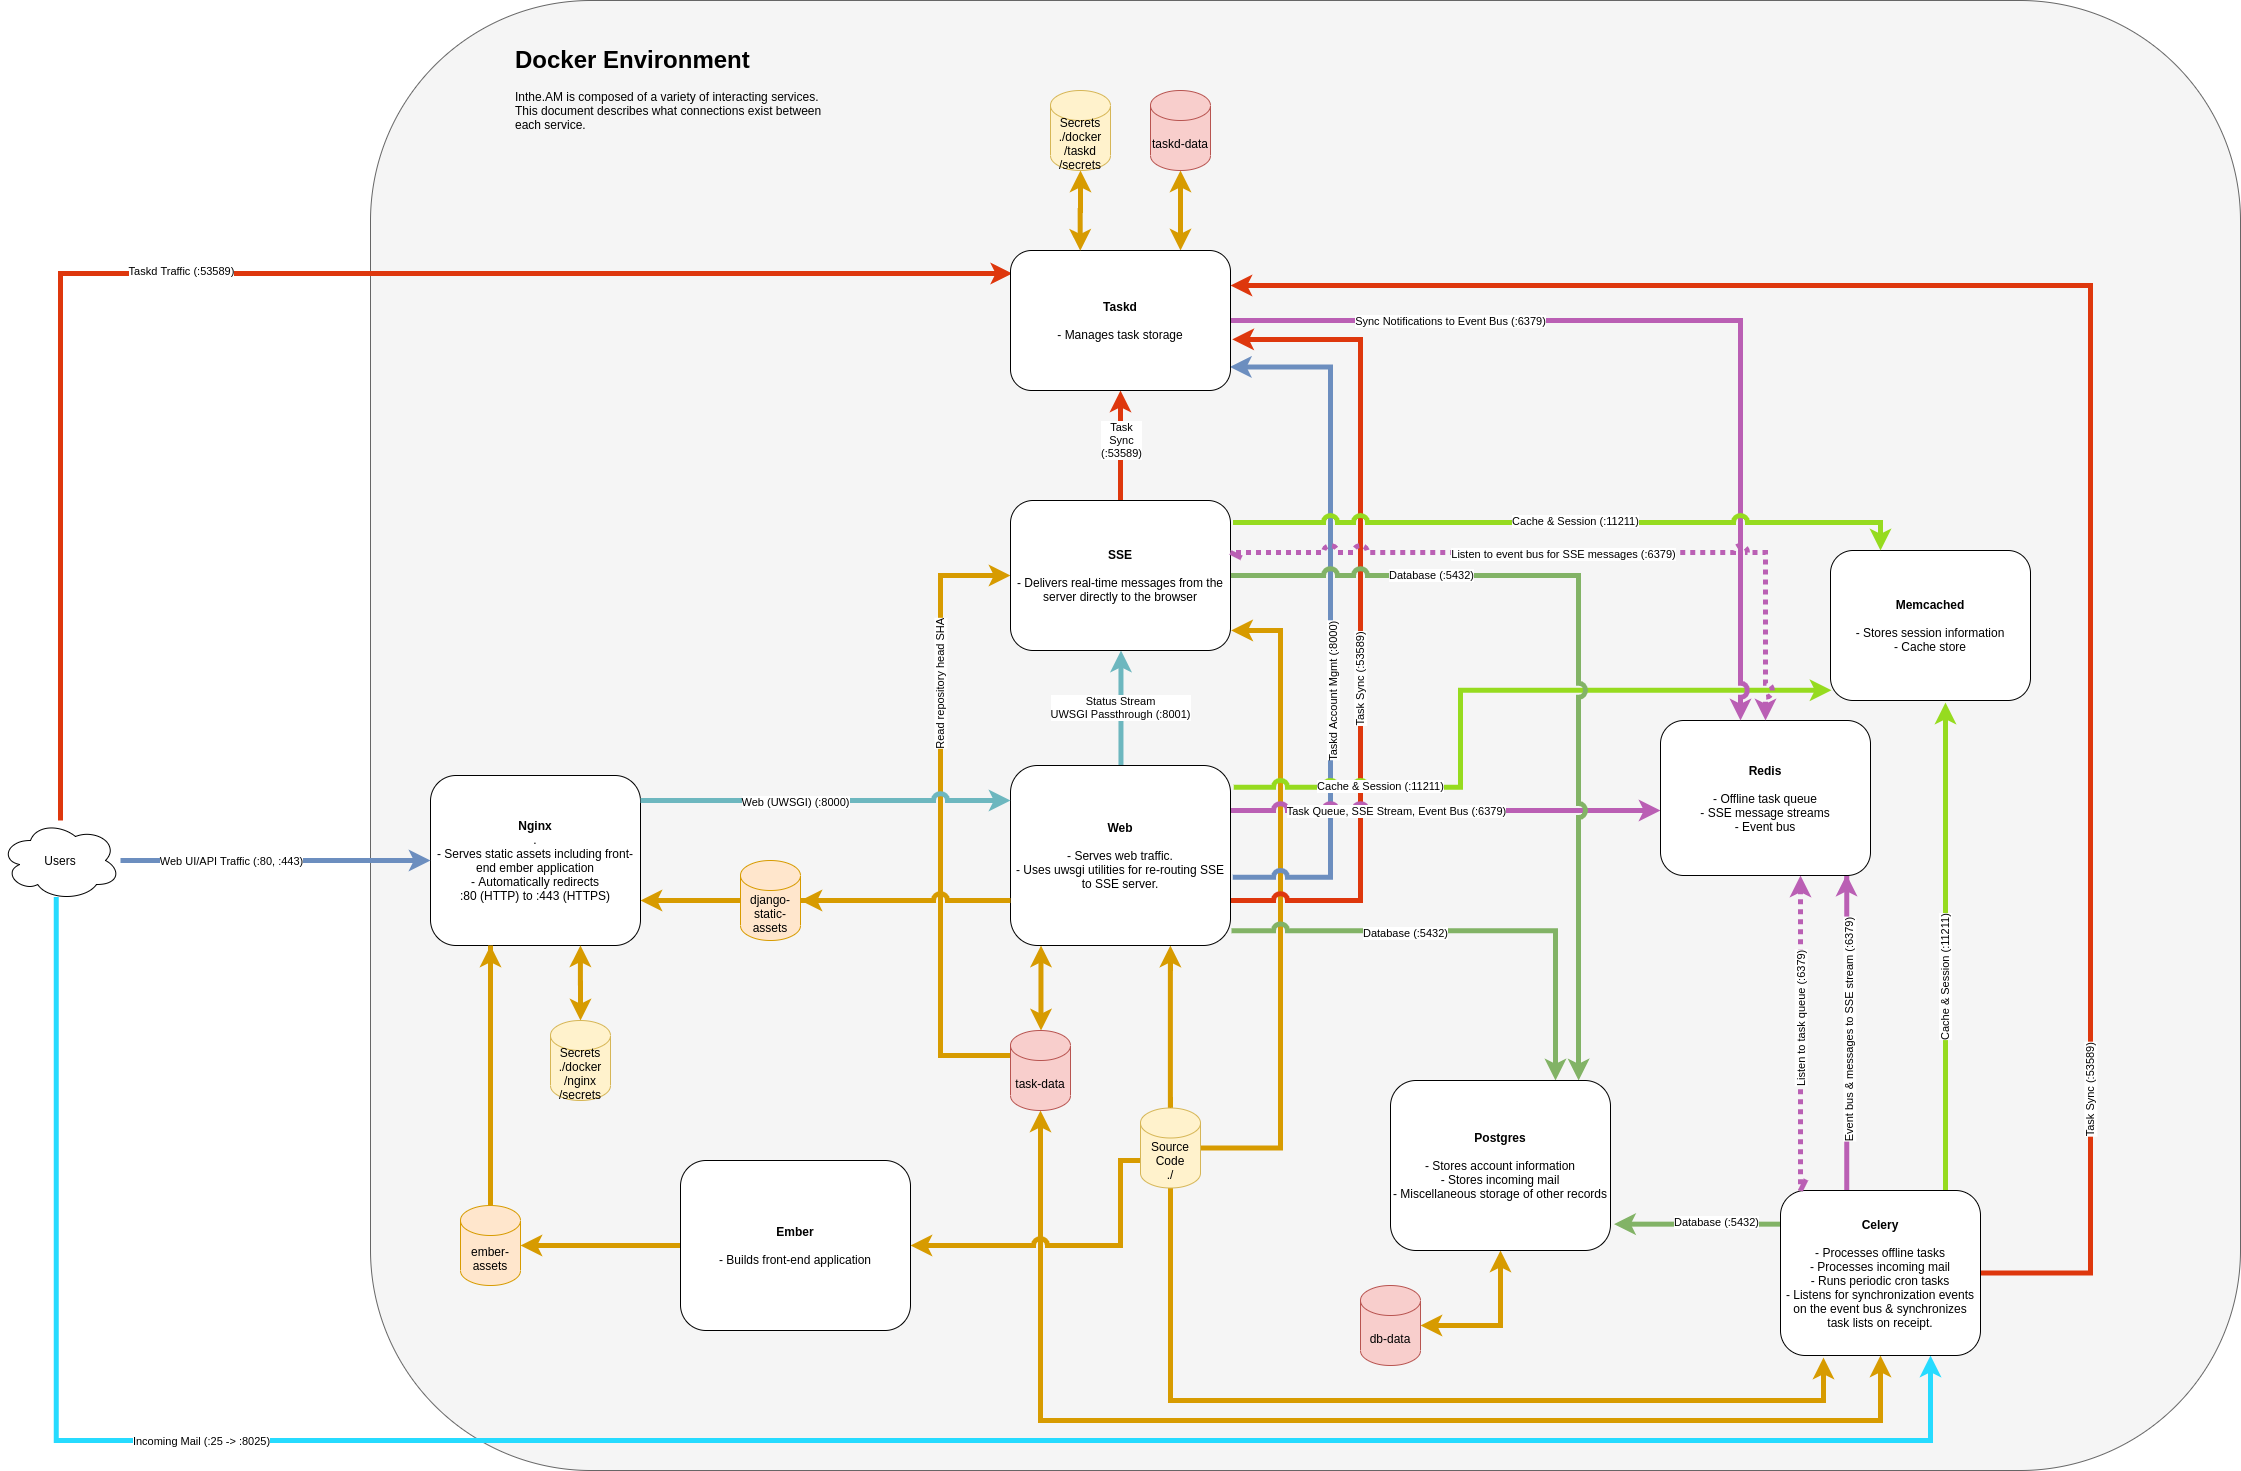 Docker Environment
Inthe.AM is composed of a variety of interacting services.
This document describes what connections exist between
each service.
Secrets
./docker
/taskd
/secrets
taskd-data
Taskd Traffic (:53589)
Taskd
- Manages task storage
Sync Notifications to Event Bus (:6379)
Task
Sync
(:53589)
Cache & Session (:11211)
SSE
- Delivers real-time messages from the
server directly to the browser
Listen to event bus for SSE messages (:6379)
Database (:5432)
Memcached
- Stores session information
- Cache store
Read repository head SHA
Taskd Account Mgmt (:8000)
Task Sync (:53589)
Status Stream
UWSGI Passthrough (:8001)
Redis
- Offline task queue
- SSE message streams
- Event bus
Web (UWSGI) (:8000)
Cache & Session (:11211)
Task Queue, SSE Stream, Event Bus (:6379)
Nginx
.
- Serves static assets including front-
end ember application
- Automatically redirects
:80 (HTTP) to :443 (HTTPS)
Web
- Serves web traffic.
- Uses uwsgi utilities for re-routing SSE
to SSE server.
Users
Web UI/API Traffic (:80, :443)
django-
static-
assets
Database (:5432)
Listen to task queue (:6379)
Event bus & messages to SSE stream (:6379)
Cache & Session (:11211)
Task Sync (:53589)
Secrets
./docker
/nginx
/secrets
task-data
Source
Code
./
Postgres
- Stores account information
- Stores incoming mail
- Miscellaneous storage of other records
Database (:5432)
Celery
- Processes offline tasks
- Processes incoming mail
- Runs periodic cron tasks
- Listens for synchronization events
on the event bus & synchronizes
task lists on receipt.
Ember
- Builds front-end application
ember-
assets
db-data
Incoming Mail (:25 -> :8025)